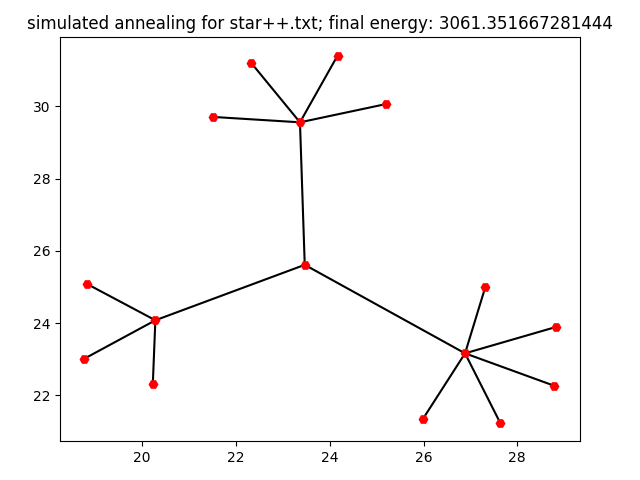 simulated annealing for star++.txt; final energy: 3061.351667281444
30
28
26
24
22
20 22 24 26 28